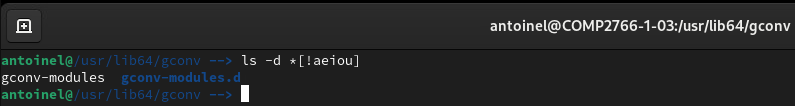 antoinel@COMP2766-1-03:/usr/lib64/gconv
antoinel@/usr/lib64/gconv --> ls -d *[!aeiou]
gconv-modules  gconv-modules.d
antoinel@/usr/lib64/gconv -->